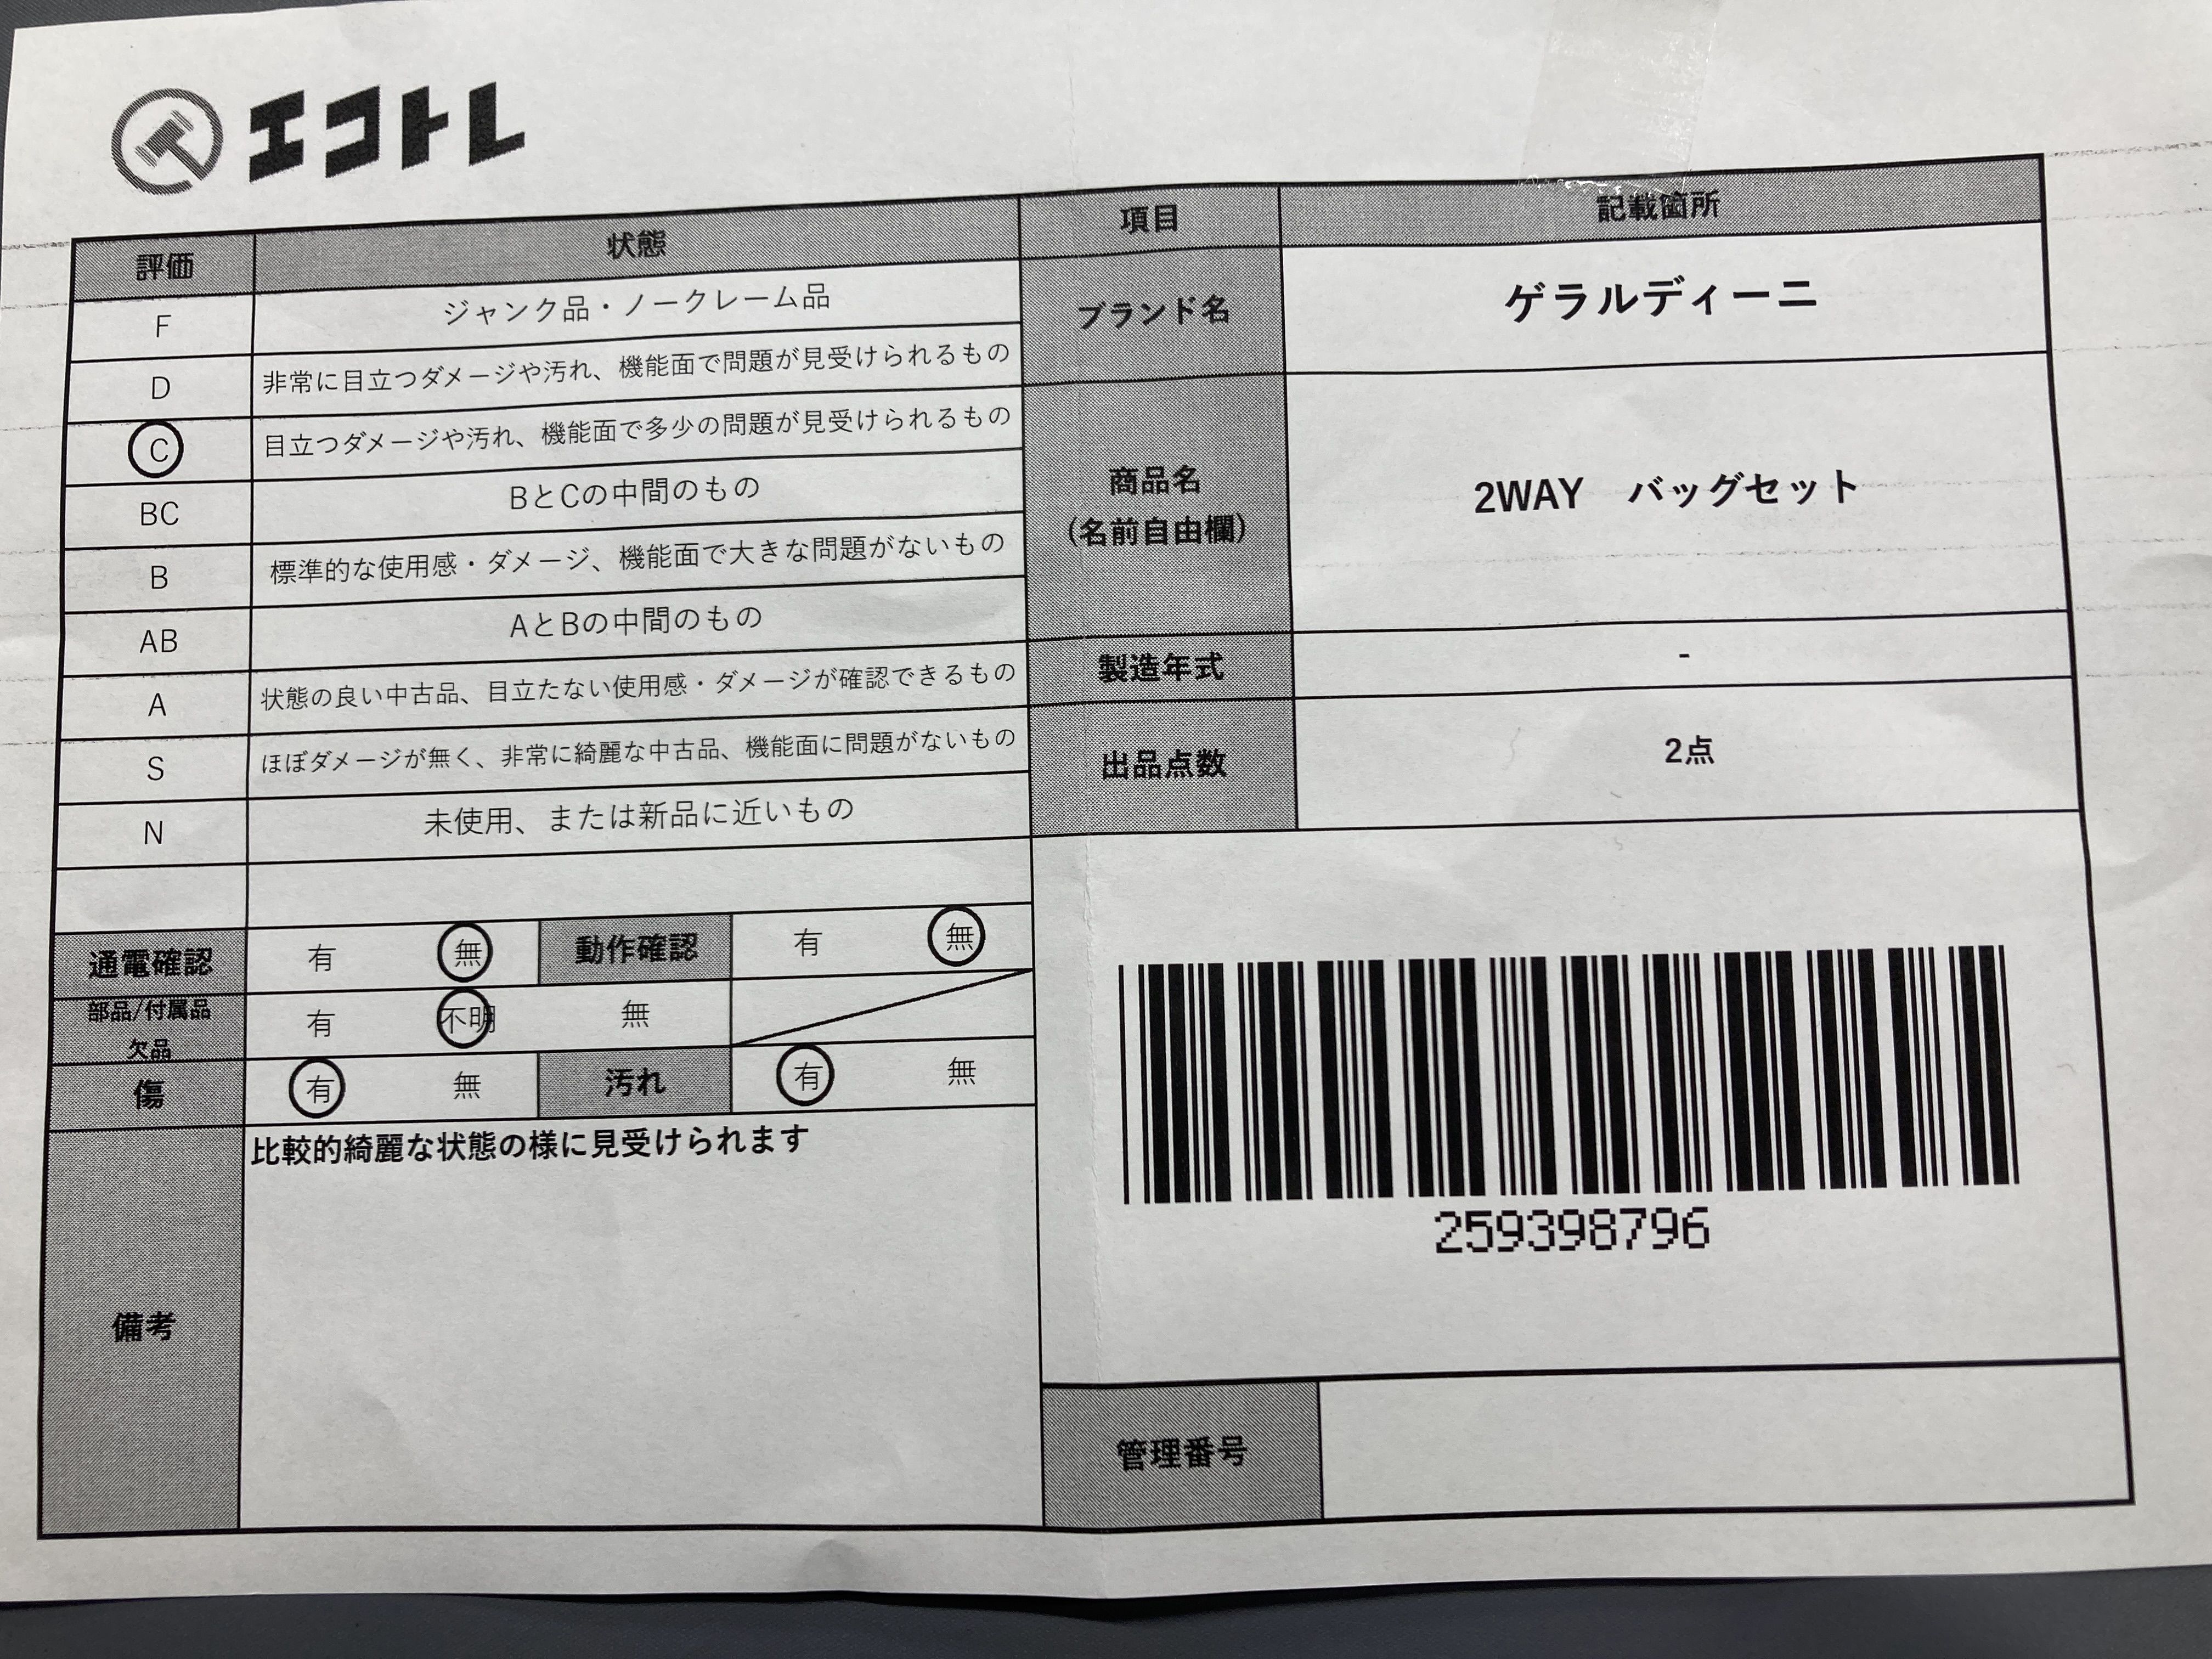 エコトレ
評価 状態
F ジャンク品・ノークレーム品
D 非常に目立つダメージや汚れ、機能面で問題が見受けられるもの
C 目立つダメージや汚れ、機能面で多少の問題が見受けられるもの
BC BとCの中間のもの
B 標準的な使用感・ダメージ、機能面で大きな問題がないもの
AB AとBの中間のもの
A 状態の良い中古品、目立たない使用感・ダメージが確認できるもの
S ほぼダメージが無く、非常に綺麗な中古品、機能面に問題がないもの
N 未使用、または新品に近いもの
通電確認 有 無 動作確認 有 無
部品/付属品
欠品 有 不明 無
傷 有 無 汚れ 有 無
備考 比較的綺麗な状態の様に見受けられます
項目 記載箇所
ブランド名 ゲラルディーニ
商品名
(名前自由欄) 2WAY バッグセット
製造年式 -
出品点数 2点
259398796
管理番号